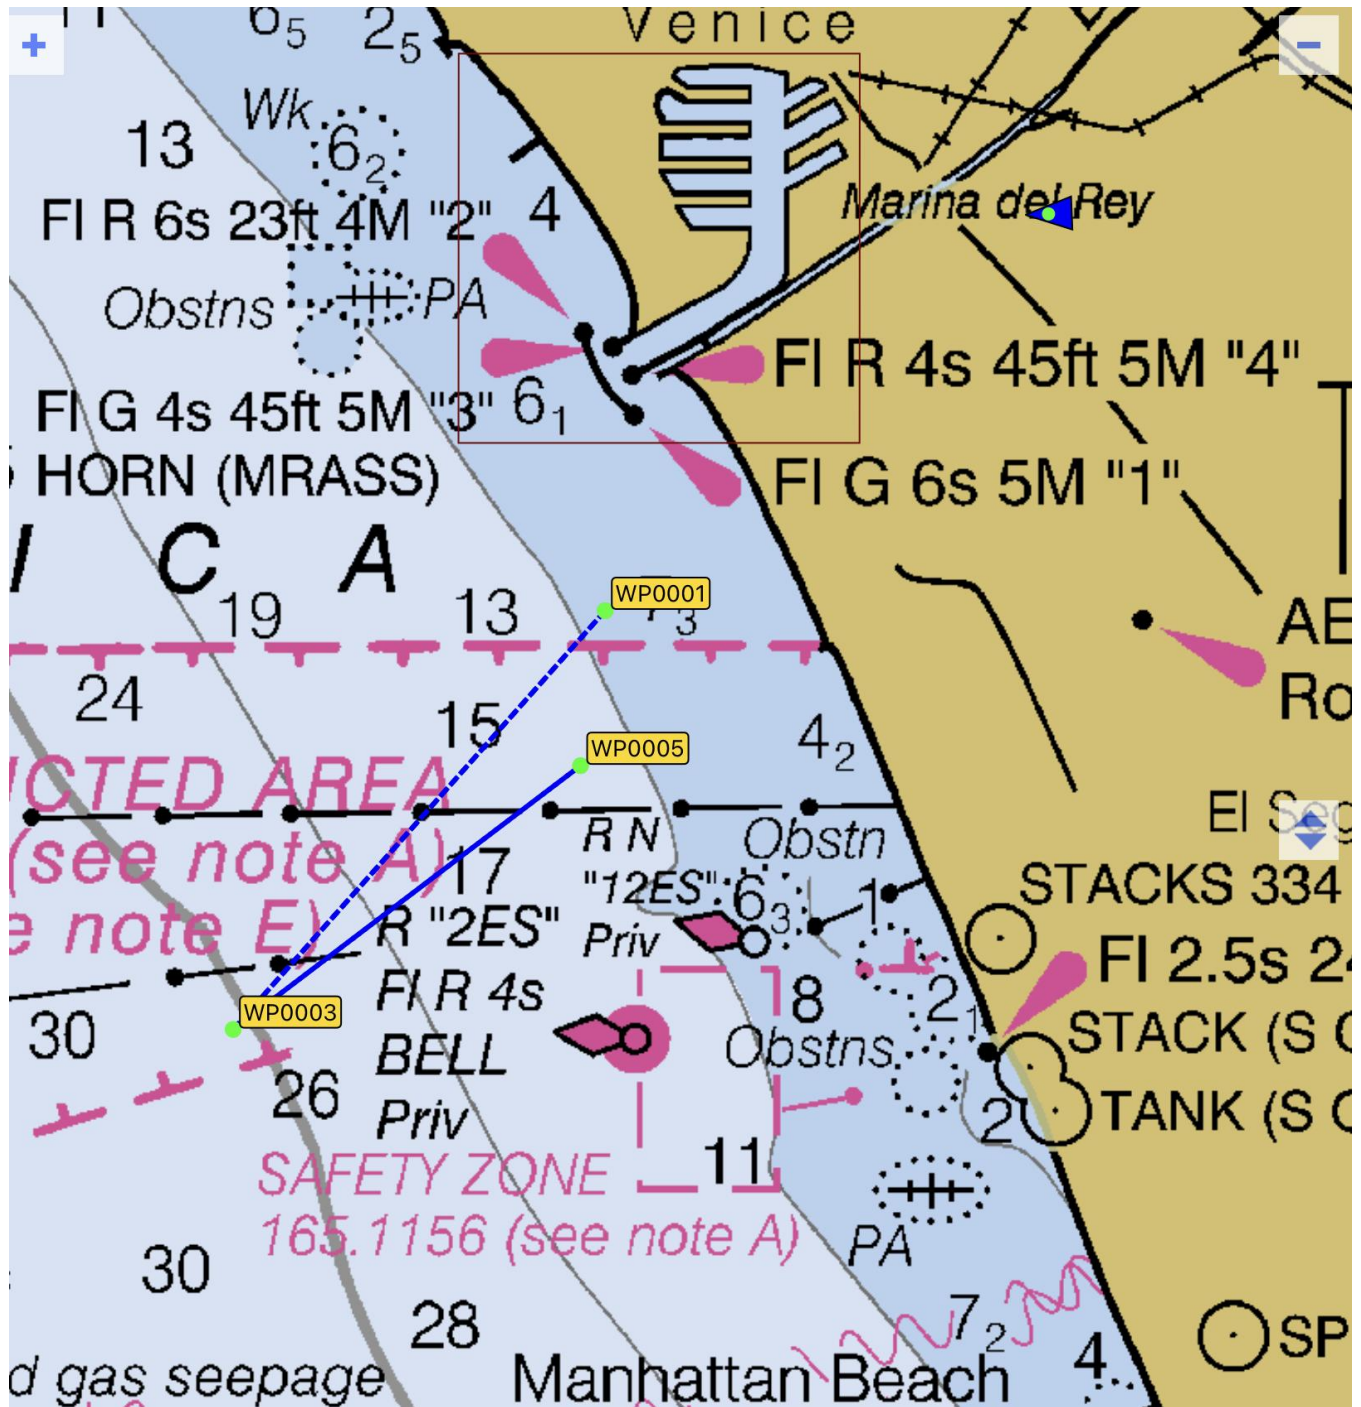 6₅
2₅
Venice
+
−
Wk
13
6₂
Fl R 6s 23ft 4M "2"
4
Marina del Rey
Obstns
PA
Fl R 4s 45ft 5M "4"
Fl G 4s 45ft 5M "3"
6₁
HORN (MRASS)
Fl G 6s 5M "1"
I C A
WP0001
19
13
3
AE
24
Ro
15
4₂
WP0005
CTED AREA
El Seg
R N
Obstn
(see note A)
17
"12ES"
6₃
1
STACKS 334
e note E)
R "2ES"
Priv
Fl 2.5s 24
Fl R 4s
8
2₁
WP0003
30
Obstns
STACK (S
BELL
26
2
TANK (S
Priv
11
SAFETY ZONE
165.1156 (see note A)
PA
30
28
7₂
SP
d gas seepage
Manhattan Beach
4